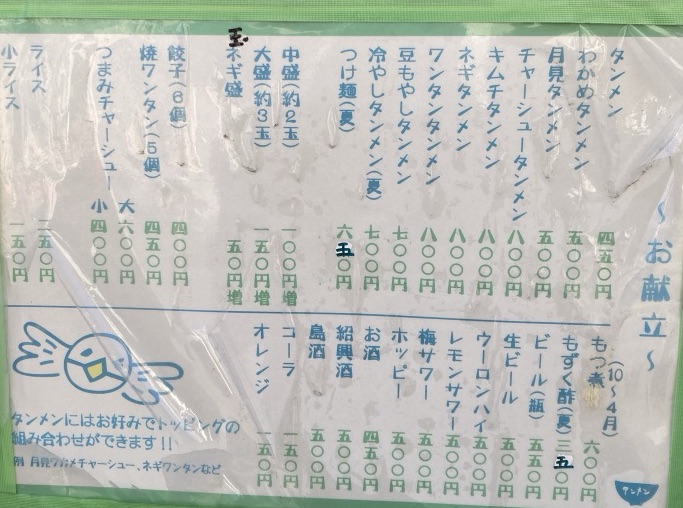 〜お献立〜
タンメン 四五〇円
わかめタンメン 五〇〇円
月見タンメン 五〇〇円
チャーシュータンメン 八〇〇円
キムチタンメン 八〇〇円
ネギタンメン 八〇〇円
ワンタンタンメン 八〇〇円
豆もやしタンメン 七〇〇円
冷やしタンメン(夏) 七〇〇円
つけ麺(夏) 六五〇円
中盛(約2玉) 一〇〇円増
大盛(約3玉) 一五〇円増
玉ネギ盛 五〇円増
餃子(6個) 四〇〇円
焼ワンタン(5個) 四五〇円
つまみチャーシュー 大 六〇〇円
小 四〇〇円
ライス 二五〇円
小ライス 一五〇円
もつ煮(10〜4月) 六〇〇円
もずく酢(夏) 三五〇円
ビール(瓶) 五五〇円
生ビール 五〇〇円
ウーロンハイ 五〇〇円
レモンサワー 五〇〇円
梅サワー 五〇〇円
ホッピー 五〇〇円
お酒 四五〇円
紹興酒 五〇〇円
島酒 五〇〇円
コーラ 一五〇円
オレンジ 一五〇円
タンメンにはお好みでトッピングの
組み合わせができます!!
例 月見ワカメチャーシュー、ネギワンタンなど
タンメン